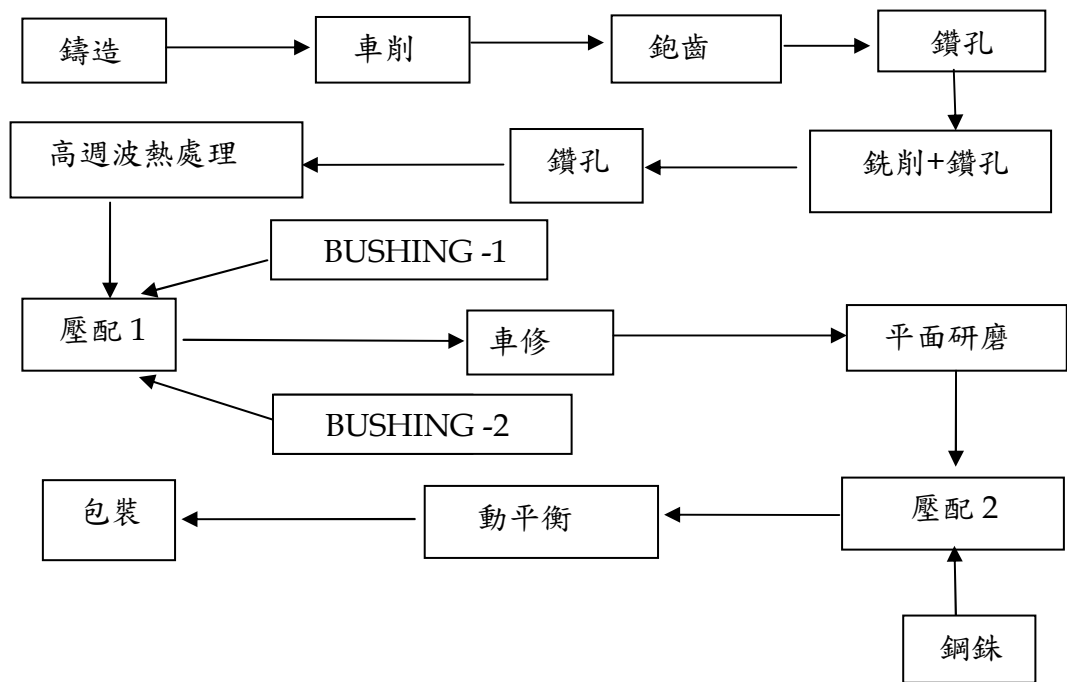 鑄造
車削
鉋齒
鑽孔
高週波熱處理
鑽孔
銑削+鑽孔
BUSHING -1
壓配 1
車修
平面研磨
BUSHING -2
包裝
動平衡
壓配 2
鋼銖